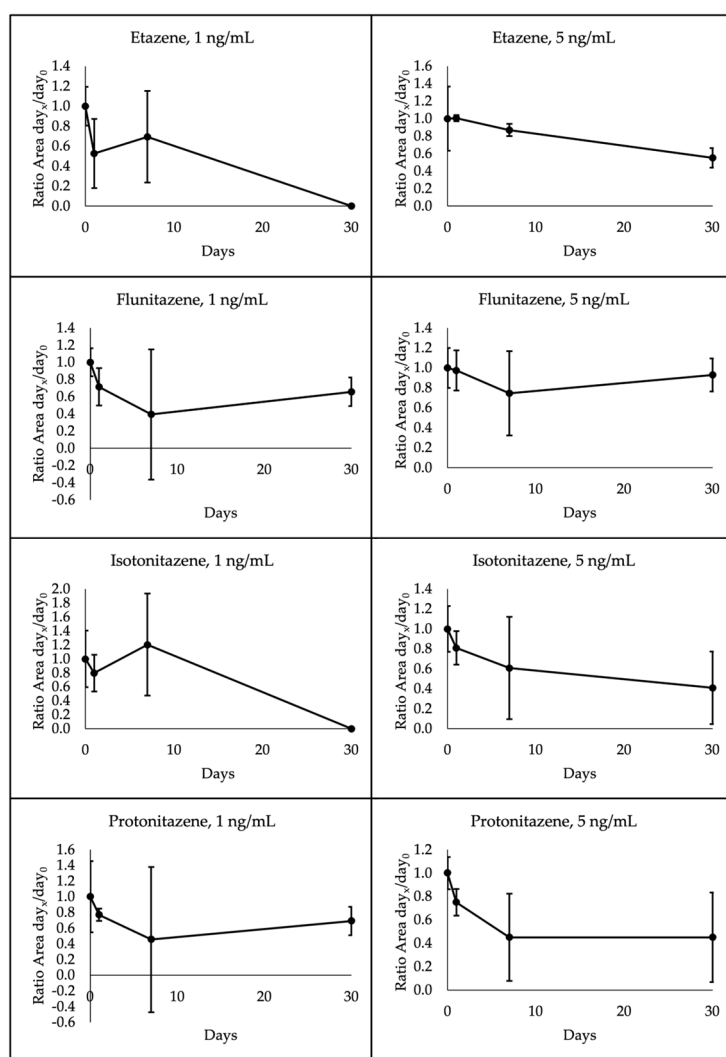 Etazene, 1 ng/mL
Ratio Area dayₓ/day₀
1.4
1.2
1.0
0.8
0.6
0.4
0.2
0.0
0 10 20 30
Days
Etazene, 5 ng/mL
Ratio Area dayₓ/day₀
1.6
1.4
1.2
1.0
0.8
0.6
0.4
0.2
0.0
0 10 20 30
Days
Flunitazene, 1 ng/mL
Ratio Area dayₓ/day₀
1.4
1.2
1.0
0.8
0.6
0.4
0.2
0.0
-0.2
-0.4
-0.6
0 10 20 30
Days
Flunitazene, 5 ng/mL
Ratio Area dayₓ/day₀
1.4
1.2
1.0
0.8
0.6
0.4
0.2
0.0
0 10 20 30
Days
Isotonitazene, 1 ng/mL
Ratio Area dayₓ/day₀
2.0
1.8
1.6
1.4
1.2
1.0
0.8
0.6
0.4
0.2
0.0
0 10 20 30
Days
Isotonitazene, 5 ng/mL
Ratio Area dayₓ/day₀
1.4
1.2
1.0
0.8
0.6
0.4
0.2
0.0
0 10 20 30
Days
Protonitazene, 1 ng/mL
Ratio Area dayₓ/day₀
1.6
1.4
1.2
1.0
0.8
0.6
0.4
0.2
0.0
-0.2
-0.4
-0.6
0 10 20 30
Days
Protonitazene, 5 ng/mL
Ratio Area dayₓ/day₀
1.2
1.0
0.8
0.6
0.4
0.2
0.0
0 10 20 30
Days